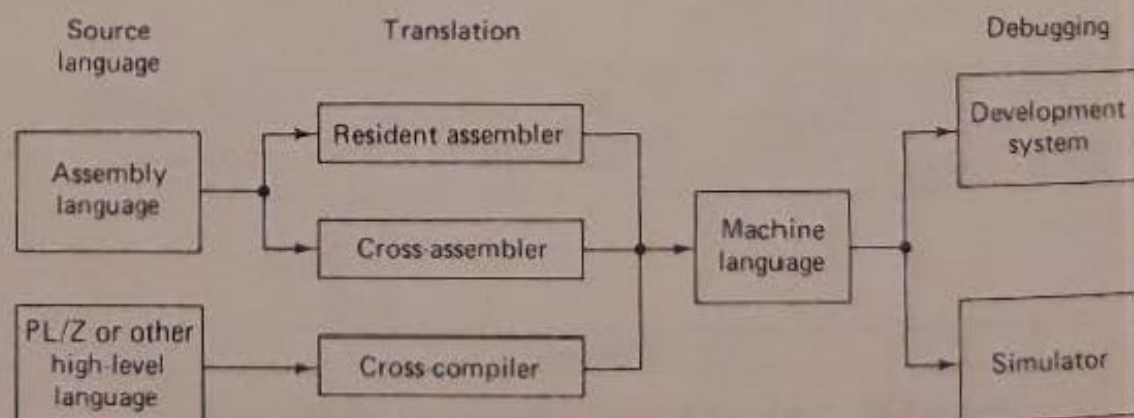 Source
language
Translation
Debugging
Assembly
language
Resident assembler
Cross-assembler
PL/Z or other
high-level
language
Cross-compiler
Machine
language
Development
system
Simulator